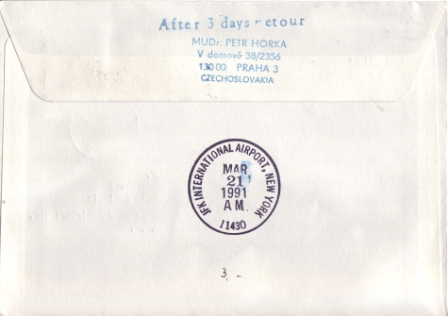 After 3 days retour
MUDr. PETR HORKA
V domově 38/2356
130 00 PRAHA 3
CZECHOSLOVAKIA
JFK INTERNATIONAL AIRPORT, NEW YORK
MAR
21
1991
A M.
11430
3 -